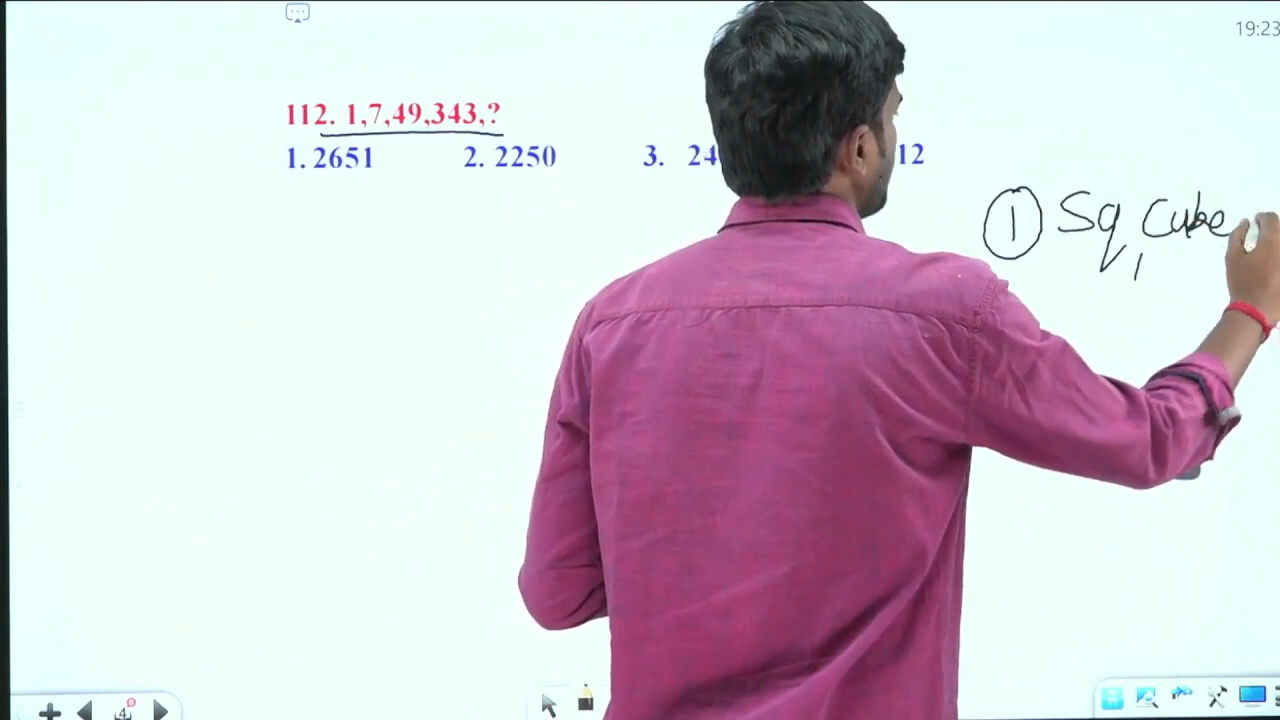 19:23
112. 1,7,49,343,?
1. 2651 2. 2250 3. 24 12
1 Sq, Cube